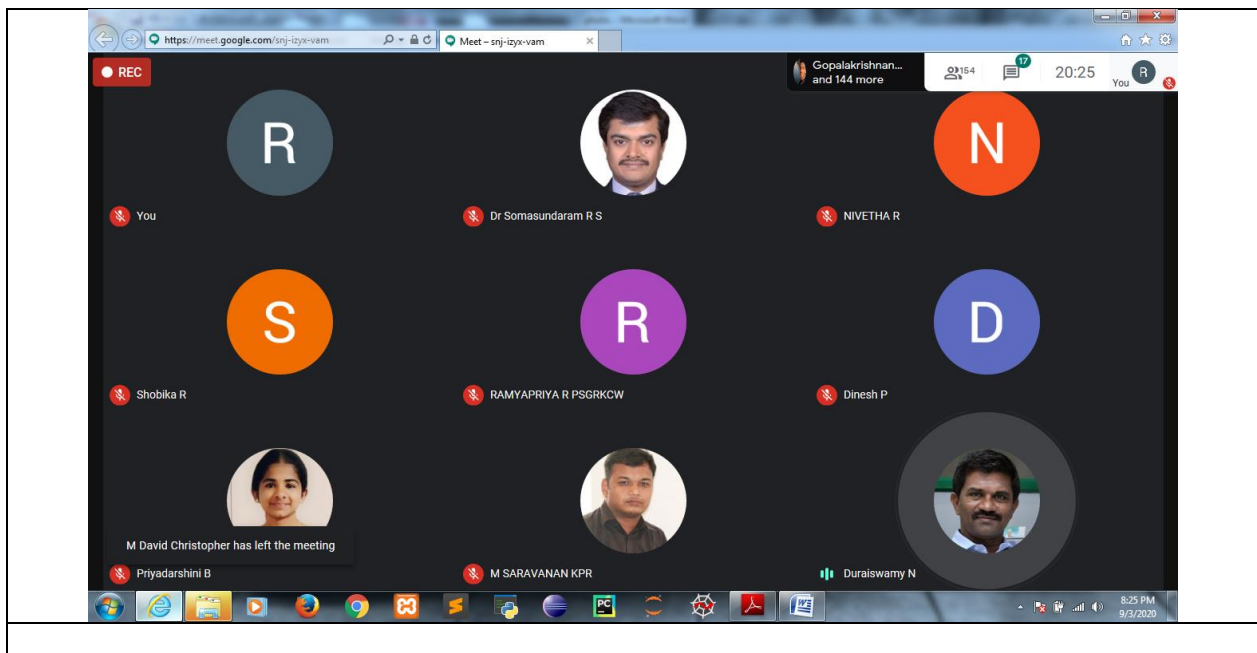 https://meet.google.com/snj-izyx-vam
Meet – snj-izyx-vam
REC
Gopalakrishnan...
and 144 more
154
17
20:25
You
R
R
You
Dr Somasundaram R S
N
NIVETHA R
S
Shobika R
R
RAMYAPRIYA R PSGRKCW
D
Dinesh P
M David Christopher has left the meeting
Priyadarshini B
M SARAVANAN KPR
Duraiswamy N
PC
W
8:25 PM
9/3/2020